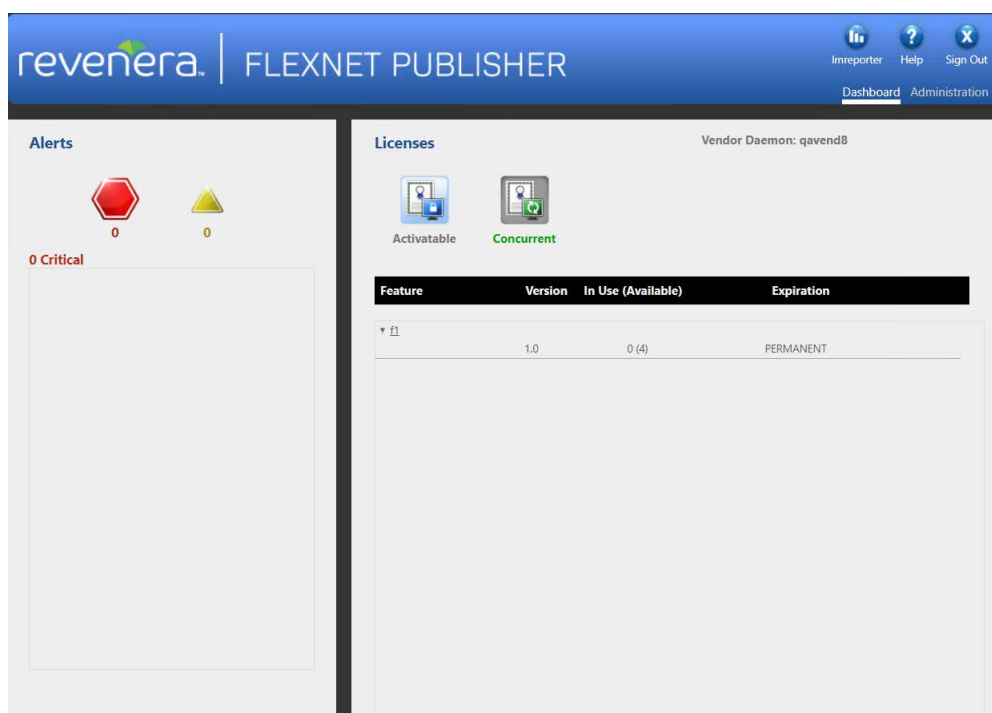 revenera™ | FLEXNET PUBLISHER
lmreporter Help Sign Out
Dashboard Administration
Alerts
0 0
0 Critical
Licenses
Vendor Daemon: qavend8
Activatable Concurrent
Feature Version In Use (Available) Expiration
▾ f1
1.0 0 (4) PERMANENT